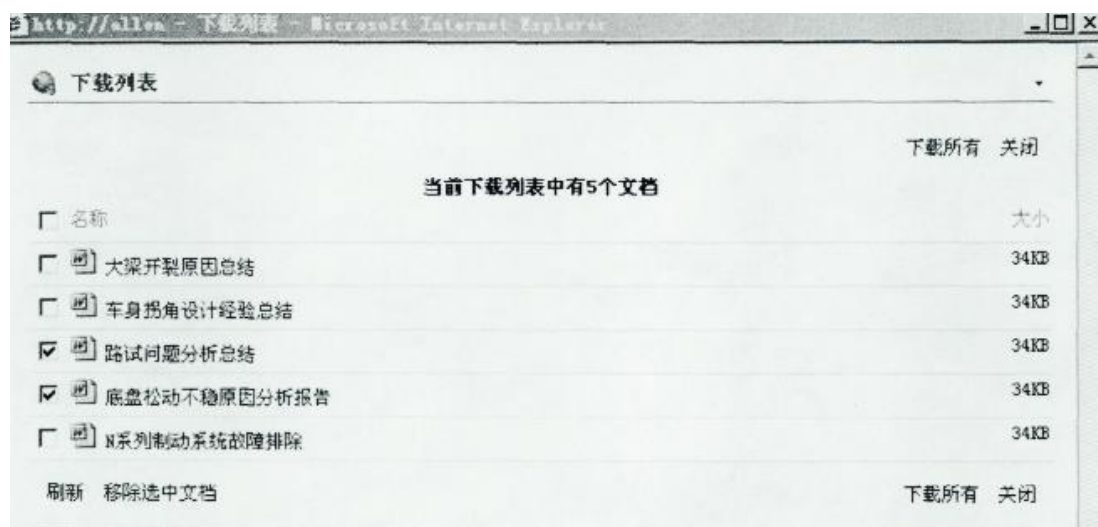 http://allen - 下载列表 - Microsoft Internet Explorer
下载列表
下载所有 关闭
当前下载列表中有5个文档
名称 大小
大梁开裂原因总结 34KB
车身拐角设计经验总结 34KB
路试问题分析总结 34KB
底盘松动不稳原因分析报告 34KB
N系列制动系统故障排除 34KB
刷新 移除选中文档 下载所有 关闭